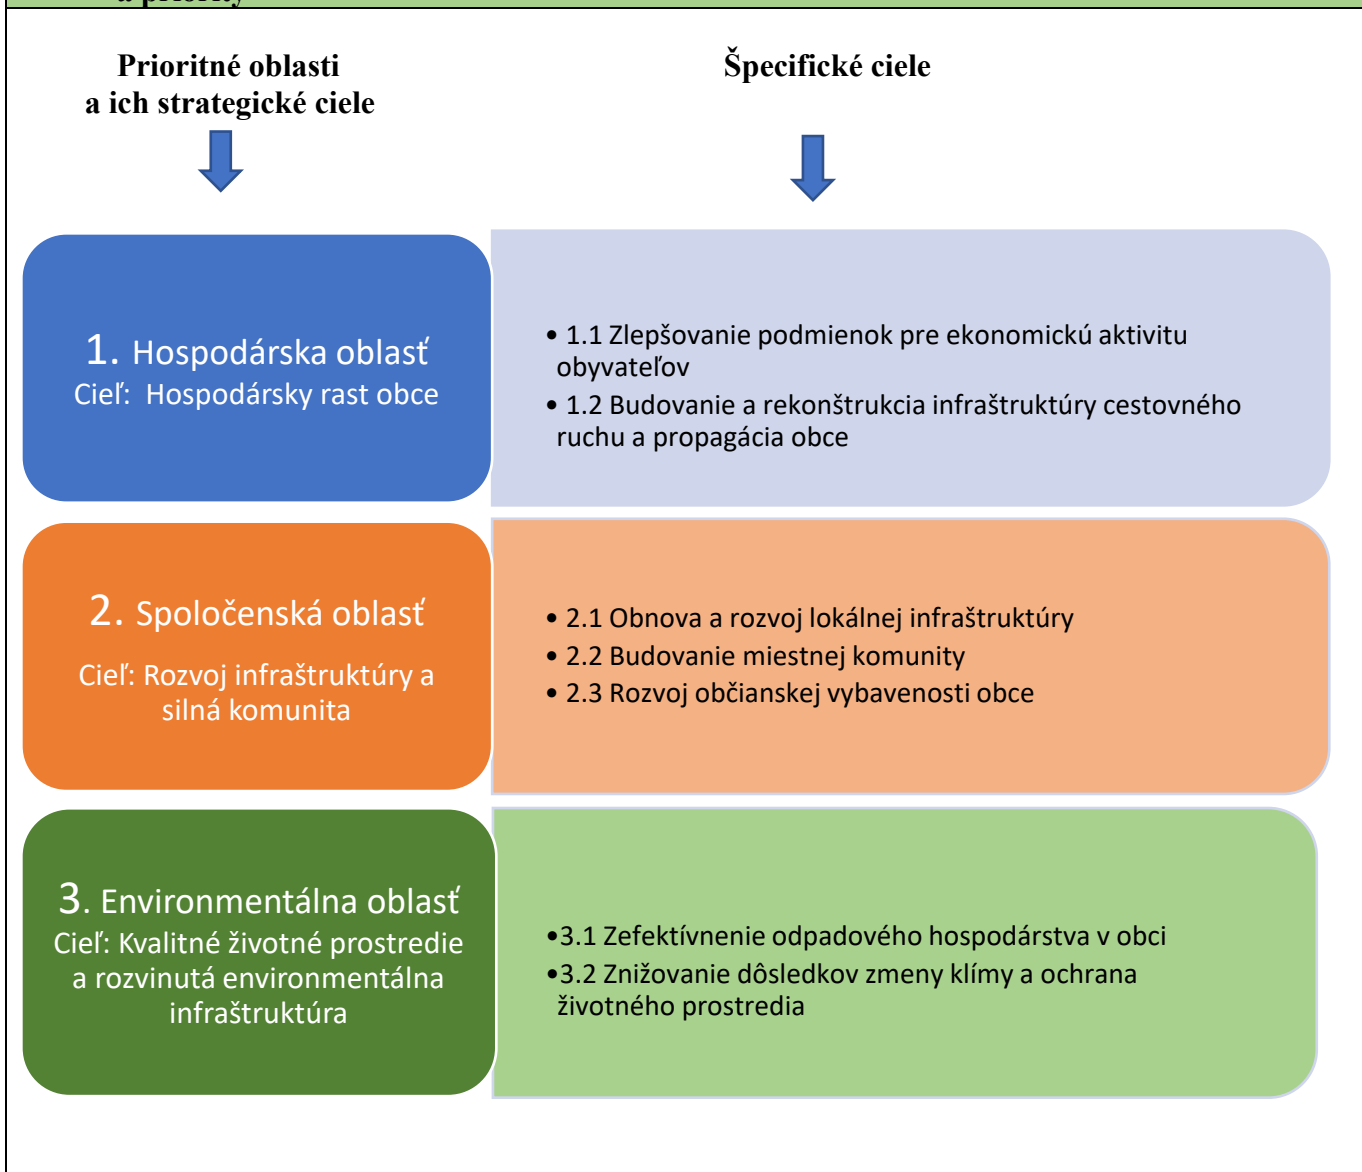 a priority
Prioritné oblasti
a ich strategické ciele
Špecifické ciele
1. Hospodárska oblasť
Cieľ:  Hospodársky rast obce
• 1.1 Zlepšovanie podmienok pre ekonomickú aktivitu
obyvateľov
• 1.2 Budovanie a rekonštrukcia infraštruktúry cestovného
ruchu a propagácia obce
2. Spoločenská oblasť
Cieľ: Rozvoj infraštruktúry a
silná komunita
• 2.1 Obnova a rozvoj lokálnej infraštruktúry
• 2.2 Budovanie miestnej komunity
• 2.3 Rozvoj občianskej vybavenosti obce
3. Environmentálna oblasť
Cieľ: Kvalitné životné prostredie
a rozvinutá environmentálna
infraštruktúra
•3.1 Zefektívnenie odpadového hospodárstva v obci
•3.2 Znižovanie dôsledkov zmeny klímy a ochrana
životného prostredia